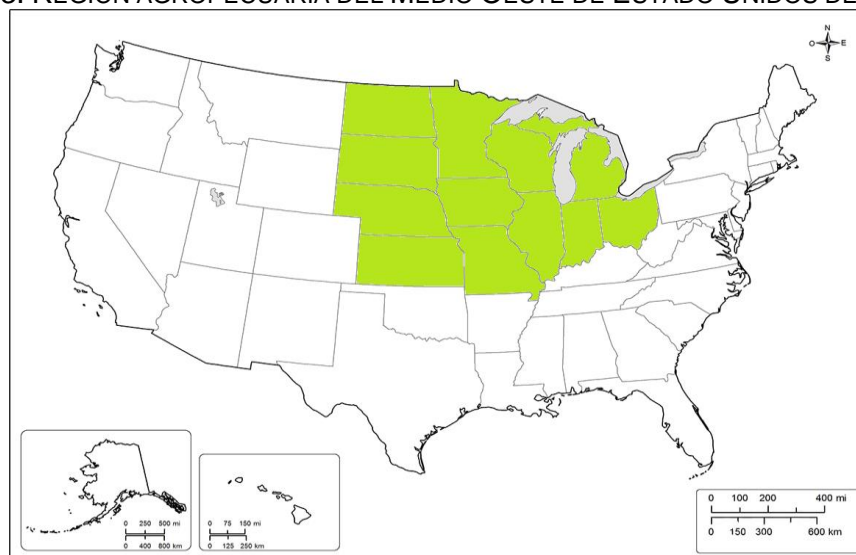 REGIÓN AGROPECUARIA DEL MEDIO OESTE DE ESTADO UNIDOS DE
N
O E
S
0 250 500 mi
0 400 800 km
0 75 150 mi
0 125 250 km
0 100 200 400 mi
0 150 300 600 km